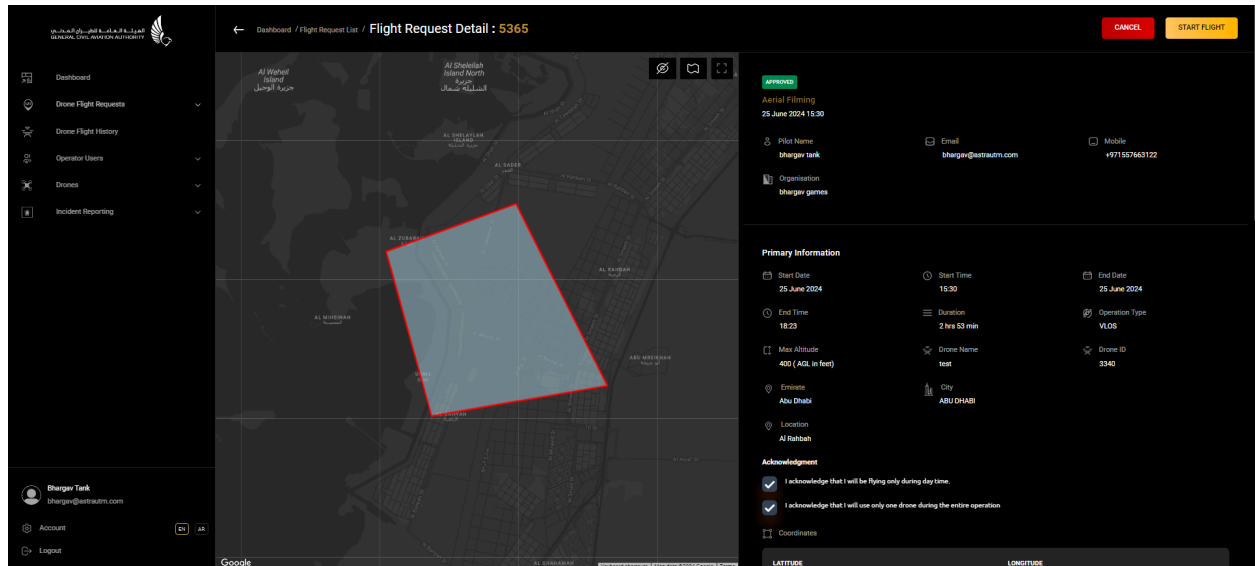 الهيئـة العـامـة للطيـران المدنـي
GENERAL CIVIL AVIATION AUTHORITY
Dashboard
Drone Flight Requests
Drone Flight History
Operator Users
Drones
Incident Reporting
Bhargav Tank
bhargav@astrautm.com
Account
EN AR
Logout
Dashboard / Flight Request List / Flight Request Detail : 5365
CANCEL
START FLIGHT
Al Weheil
Island
جزيرة الوحيل
Al Sheleilah
Island North
جزيرة
الشليله شمال
AL SHELAYLAH
ISLAND
AL SADER
AL RAHBAH
AL MIHEIMAH
ABU MREIKHAH
Google
APPROVED
Aerial Filming
25 June 2024 15:30
Pilot Name
bhargav tank
Email
bhargav@astrautm.com
Mobile
+971557663122
Organisation
bhargav games
Primary Information
Start Date
25 June 2024
Start Time
15:30
End Date
25 June 2024
End Time
18:23
Duration
2 hrs 53 min
Operation Type
VLOS
Max Altitude
400 ( AGL in feet)
Drone Name
test
Drone ID
3340
Emirate
Abu Dhabi
City
ABU DHABI
Location
Al Rahbah
Acknowledgment
I acknowledge that I will be flying only during day time.
I acknowledge that I will use only one drone during the entire operation
Coordinates
LATITUDE
LONGITUDE